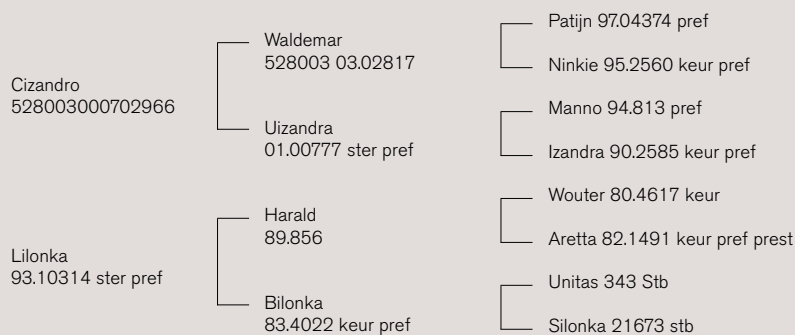 Cizandro
528003000702966
Waldemar
528003 03.02817
Patijn 97.04374 pref
Ninkie 95.2560 keur pref
Uizandra
01.00777 ster pref
Manno 94.813 pref
Izandra 90.2585 keur pref
Lilonka
93.10314 ster pref
Harald
89.856
Wouter 80.4617 keur
Aretta 82.1491 keur pref prest
Bilonka
83.4022 keur pref
Unitas 343 Stb
Silonka 21673 stb